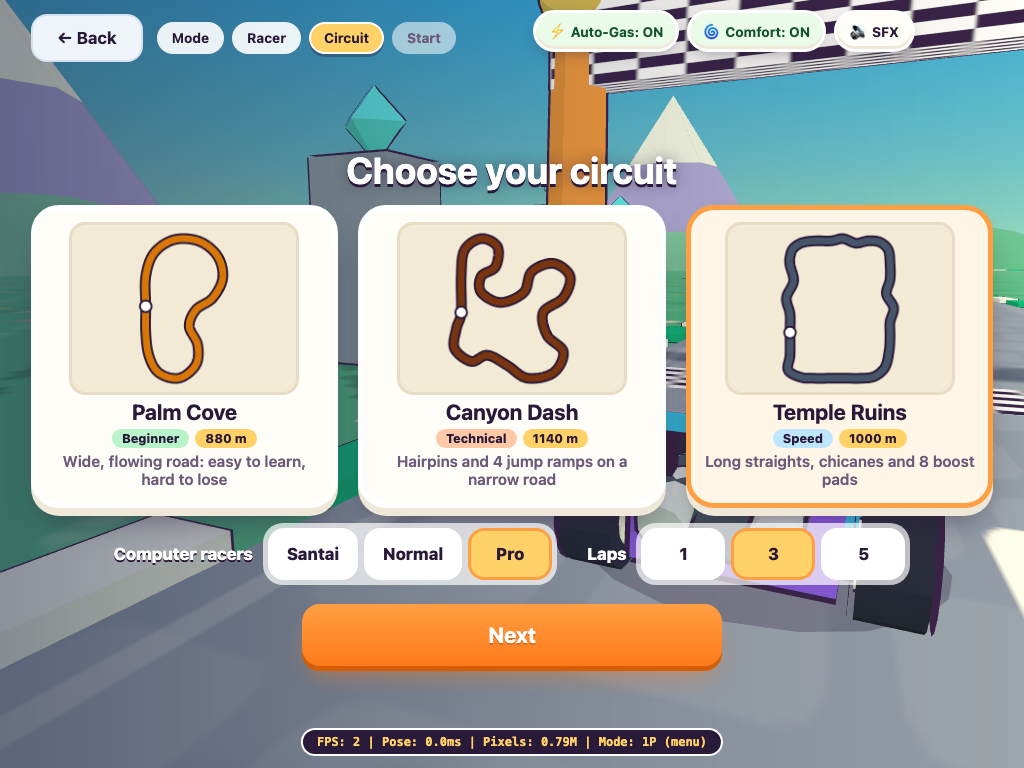 ← Back
Mode
Racer
Circuit
Start
⚡ Auto-Gas: ON
🌀 Comfort: ON
🔈 SFX
Choose your circuit
Palm Cove
Beginner
880 m
Wide, flowing road: easy to learn,
hard to lose
Canyon Dash
Technical
1140 m
Hairpins and 4 jump ramps on a
narrow road
Temple Ruins
Speed
1000 m
Long straights, chicanes and 8 boost
pads
Computer racers
Santai
Normal
Pro
Laps
1
3
5
Next
FPS: 2 | Pose: 0.0ms | Pixels: 0.79M | Mode: 1P (menu)